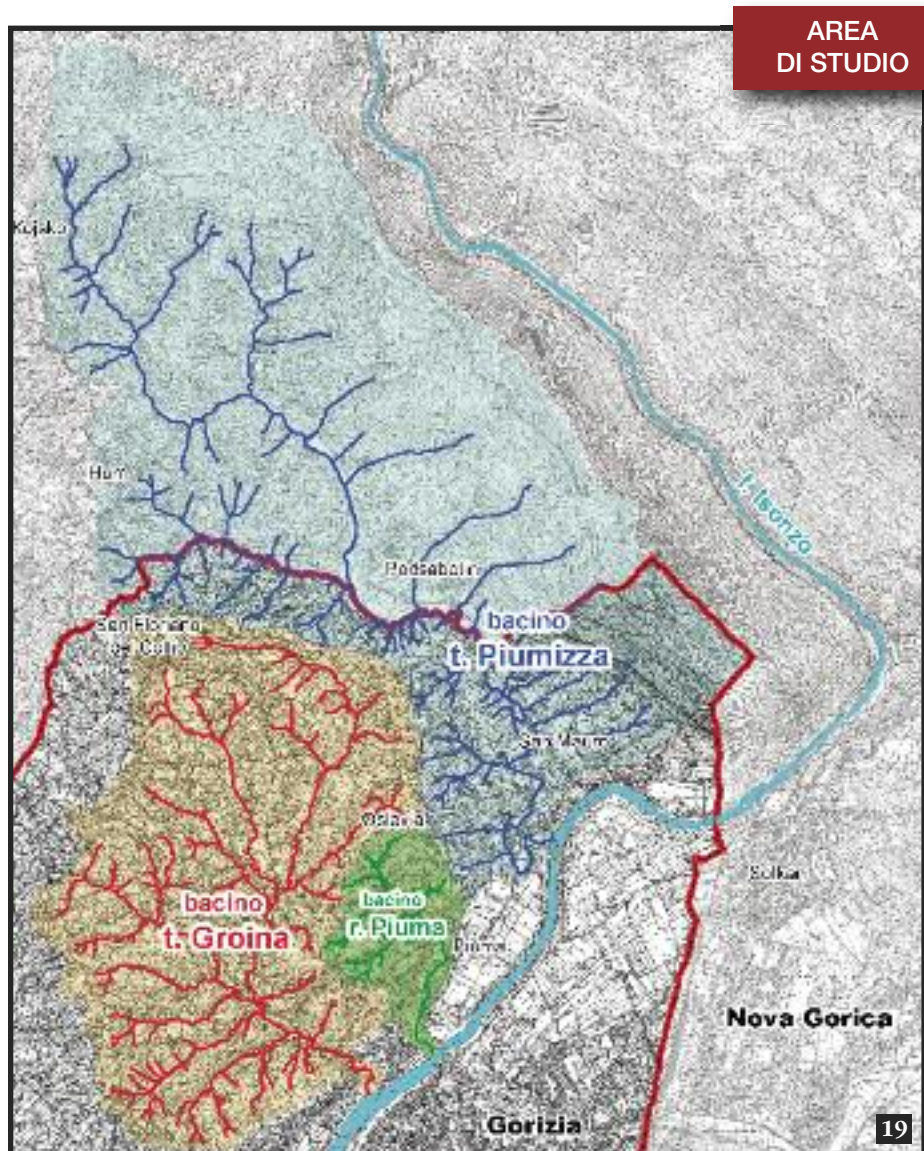 AREA
DI STUDIO
Kojsko
f. Isonzo
Hum
Podsabotin
bacino
t. Piumizza
San Floriano
del Collio
San Mauro
Oslavia
Solkan
bacino
t. Groina
bacino
r. Piuma
Piuma
Nova Gorica
Gorizia
19